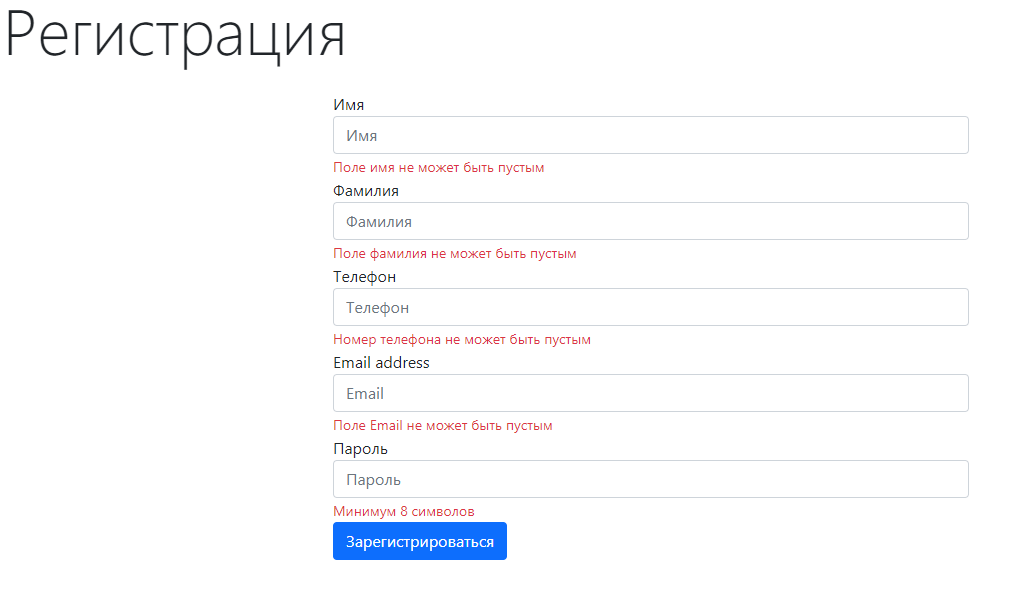 Регистрация
Имя
Имя
Поле имя не может быть пустым
Фамилия
Фамилия
Поле фамилия не может быть пустым
Телефон
Телефон
Номер телефона не может быть пустым
Email address
Email
Поле Email не может быть пустым
Пароль
Пароль
Минимум 8 символов
Зарегистрироваться